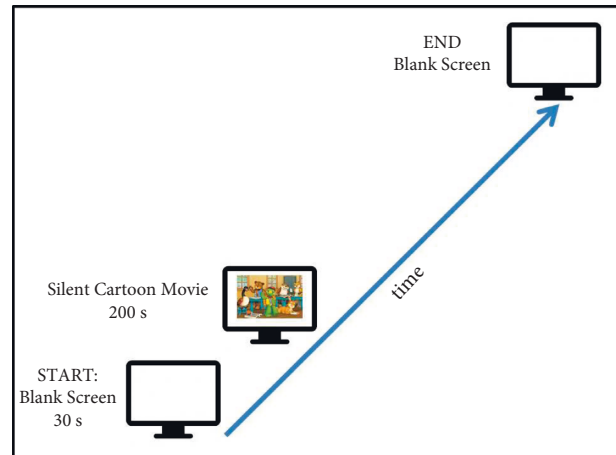 END
Blank Screen
Silent Cartoon Movie
200 s
time
START:
Blank Screen
30 s